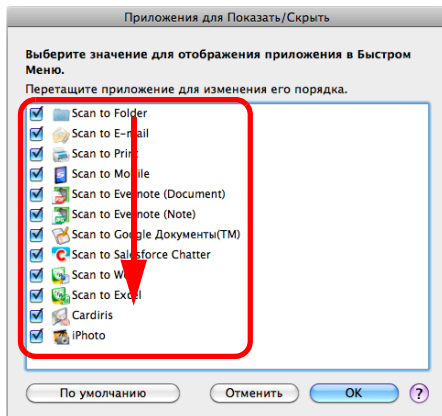 Приложения для Показать/Скрыть
Выберите значение для отображения приложения в Быстром
Меню.
Перетащите приложение для изменения его порядка.
Scan to Folder
Scan to E-mail
Scan to Print
Scan to Mobile
Scan to Evernote (Document)
Scan to Evernote (Note)
Scan to Google Документы(TM)
Scan to Salesforce Chatter
Scan to Word
Scan to Excel
Cardiris
iPhoto
По умолчанию
Отменить
OK
?